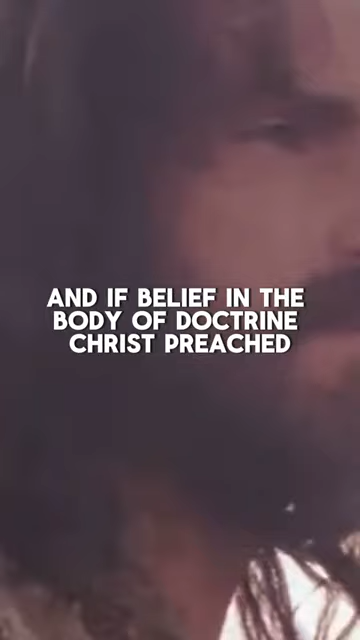 AND IF BELIEF IN THE
BODY OF DOCTRINE
CHRIST PREACHED